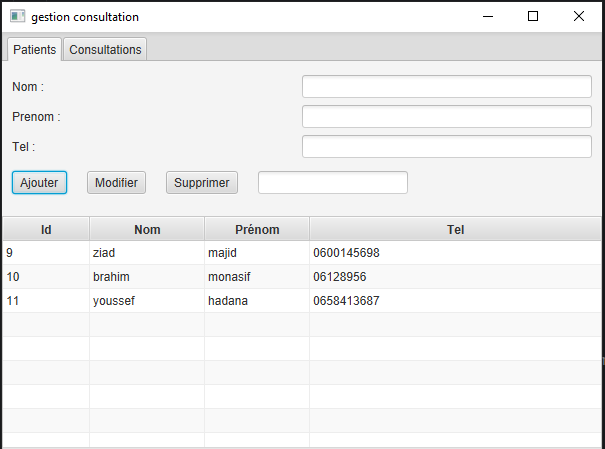 gestion consultation
Patients Consultations
Nom :
Prenom :
Tel :
Ajouter Modifier Supprimer
Id Nom Prénom Tel
9 ziad majid 0600145698
10 brahim monasif 06128956
11 youssef hadana 0658413687